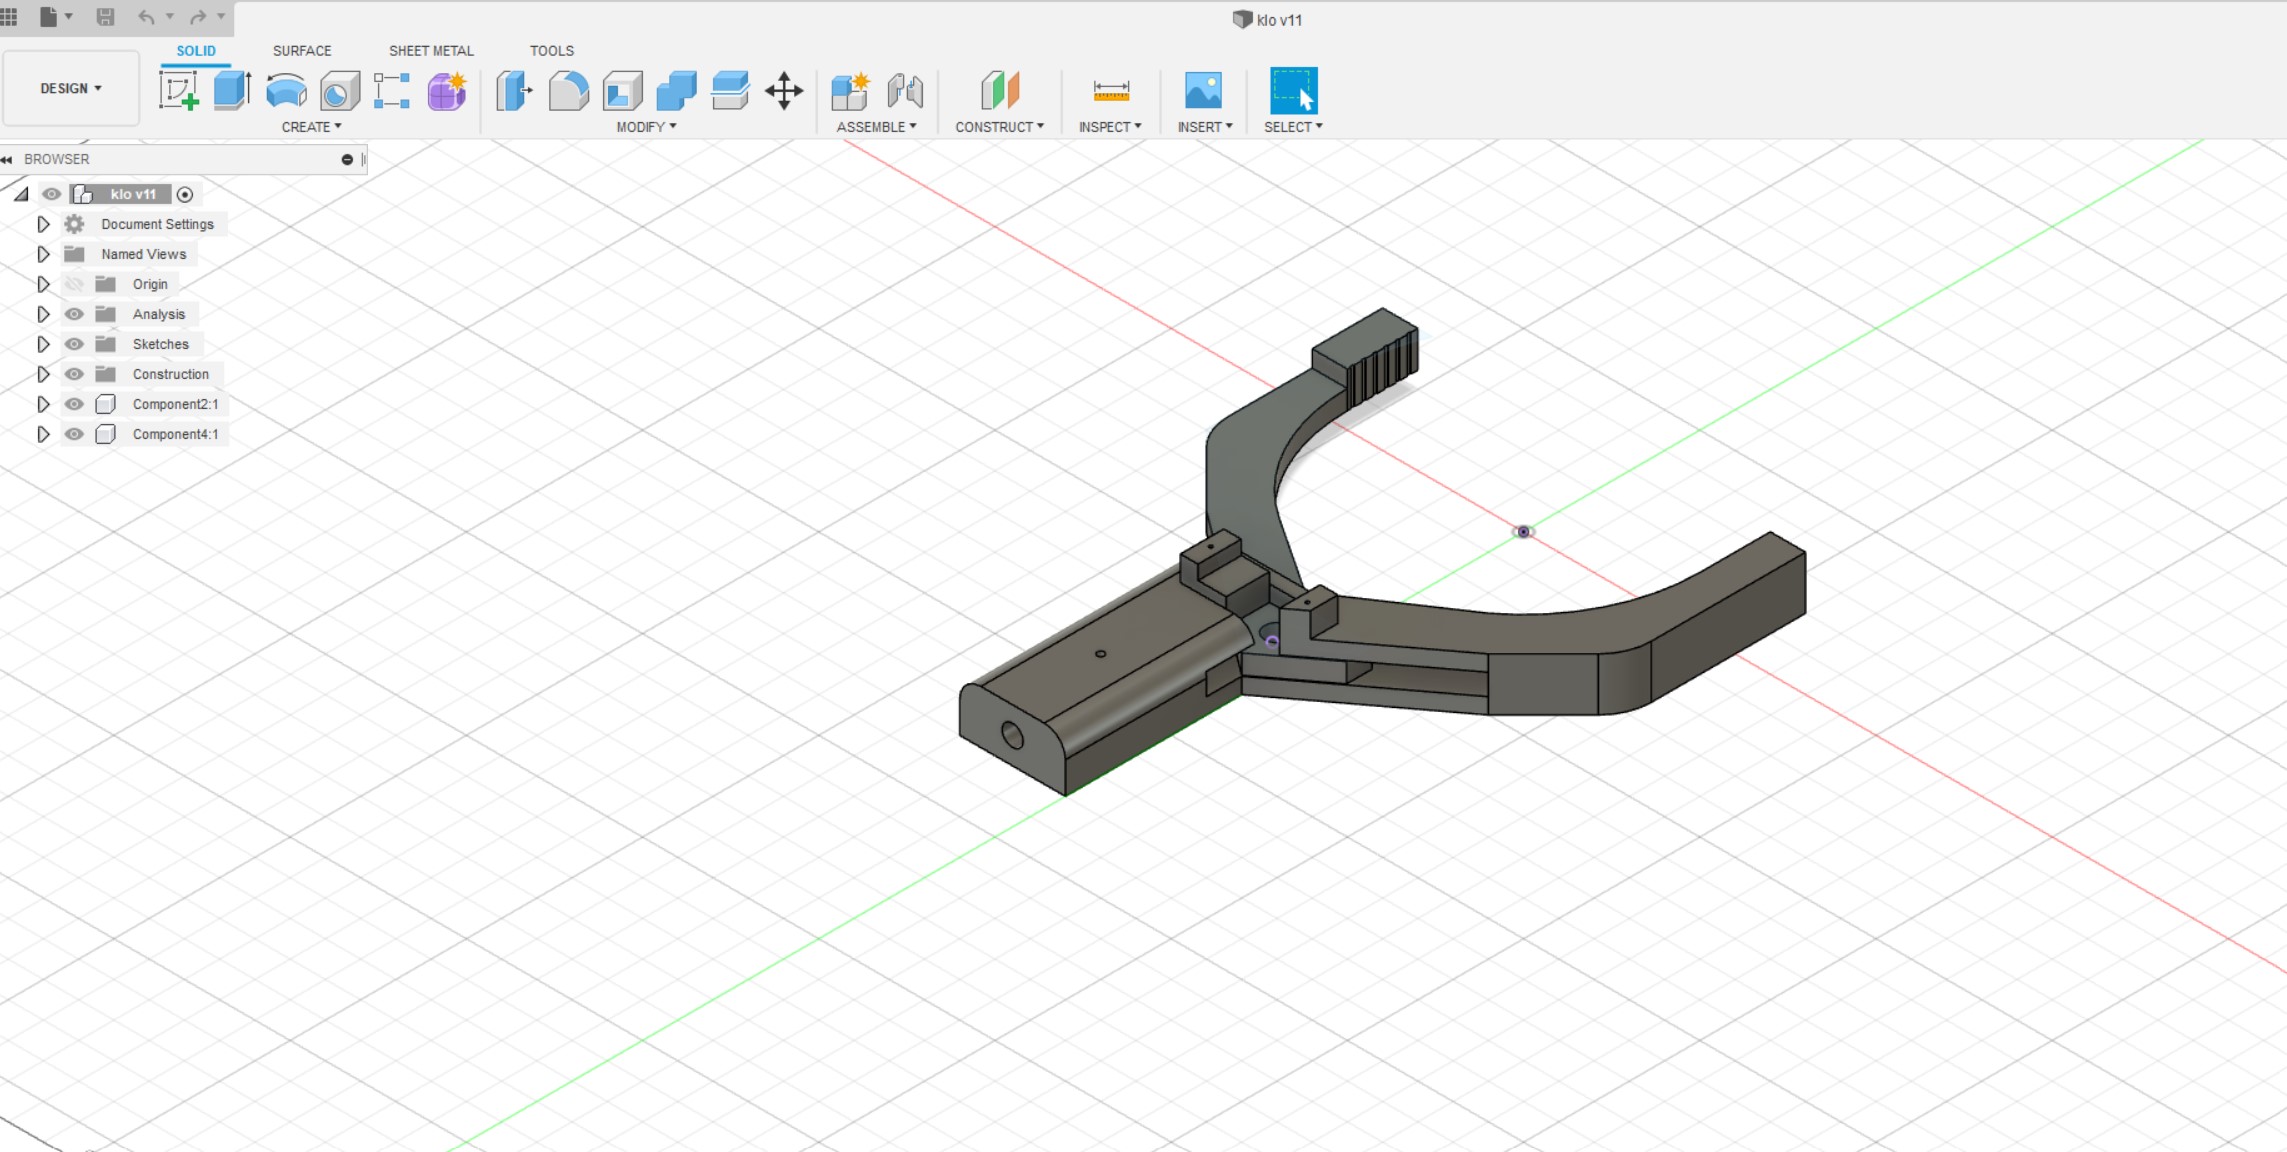 klo v11
SOLID SURFACE SHEET METAL TOOLS
DESIGN
CREATE MODIFY ASSEMBLE CONSTRUCT INSPECT INSERT SELECT
BROWSER
klo v11
Document Settings
Named Views
Origin
Analysis
Sketches
Construction
Component2:1
Component4:1